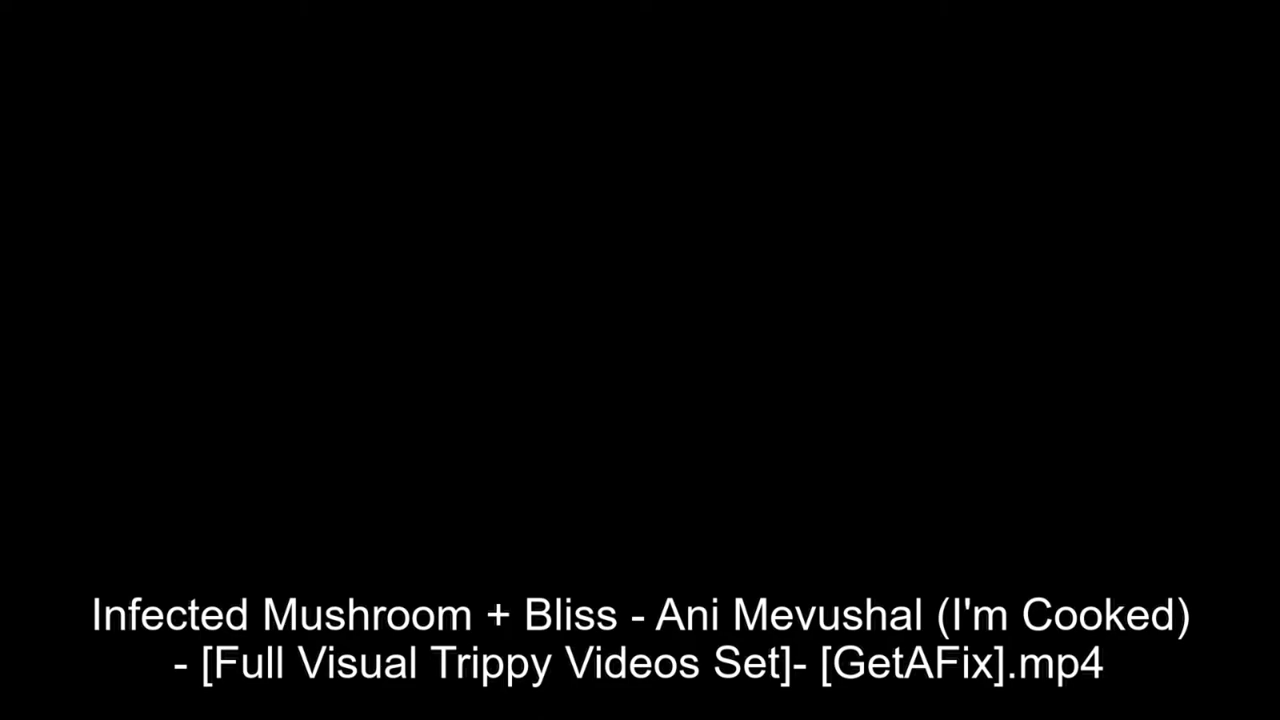 Infected Mushroom + Bliss - Ani Mevushal (I'm Cooked)
- [Full Visual Trippy Videos Set]- [GetAFix].mp4